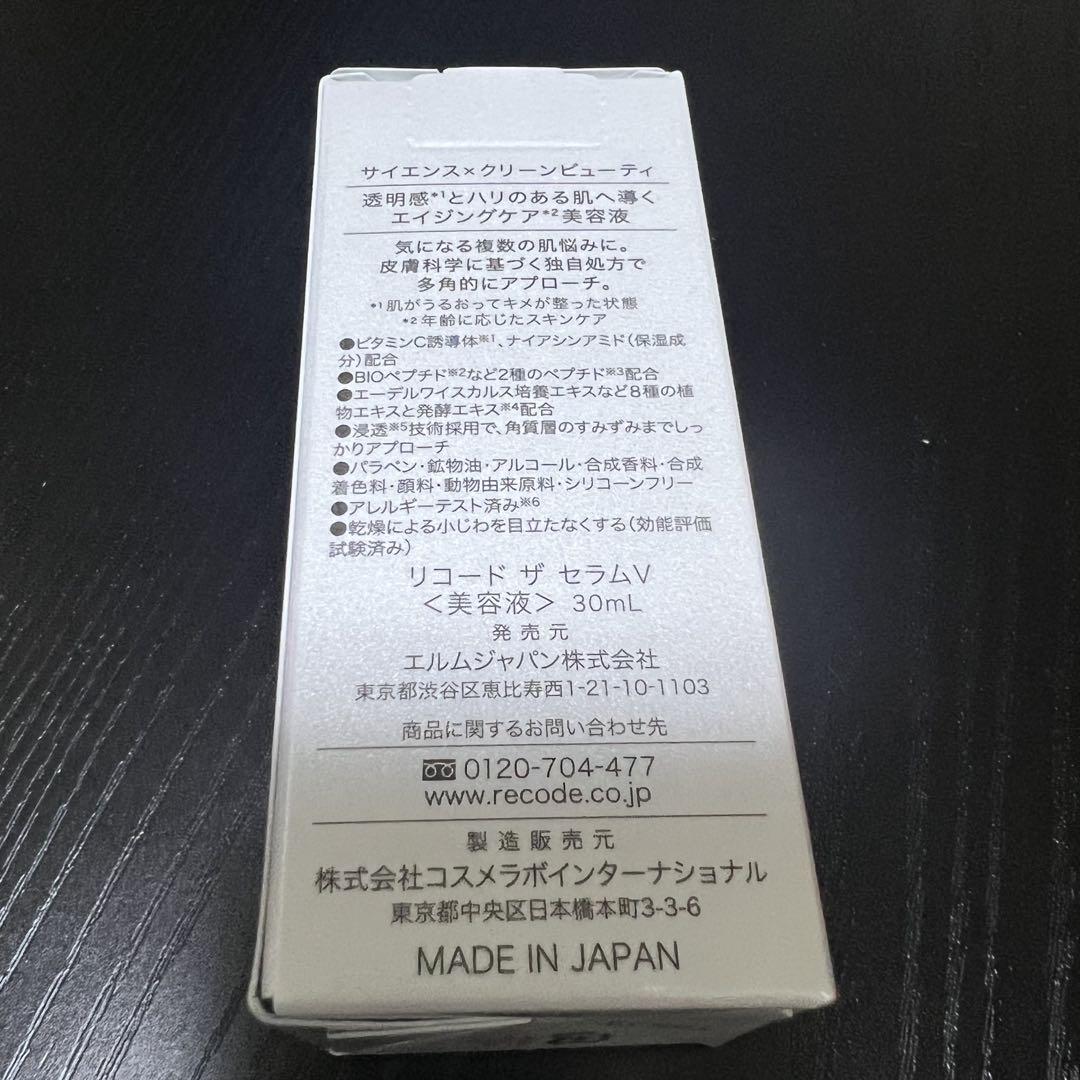 サイエンス×クリーンビューティ
透明感*1とハリのある肌へ導く
エイジングケア*2美容液
気になる複数の肌悩みに。
皮膚科学に基づく独自処方で
多角的にアプローチ。
*1 肌がうるおってキメが整った状態
*2 年齢に応じたスキンケア
●ビタミンC誘導体※1、ナイアシンアミド(保湿成
分)配合
●BIOペプチド※2など2種のペプチド※3配合
●エーデルワイスカルス培養エキスなど8種の植
物エキスと発酵エキス※4配合
●浸透※5技術採用で、角質層のすみずみまでしっ
かりアプローチ
●パラベン・鉱物油・アルコール・合成香料・合成
着色料・顔料・動物由来原料・シリコーンフリー
●アレルギーテスト済み※6
●乾燥による小じわを目立たなくする(効能評価
試験済み)
リコード ザ セラムV
＜美容液＞ 30mL
発売元
エルムジャパン株式会社
東京都渋谷区恵比寿西1-21-10-1103
商品に関するお問い合わせ先
0120-704-477
www.recode.co.jp
製造販売元
株式会社コスメラボインターナショナル
東京都中央区日本橋本町3-3-6
MADE IN JAPAN